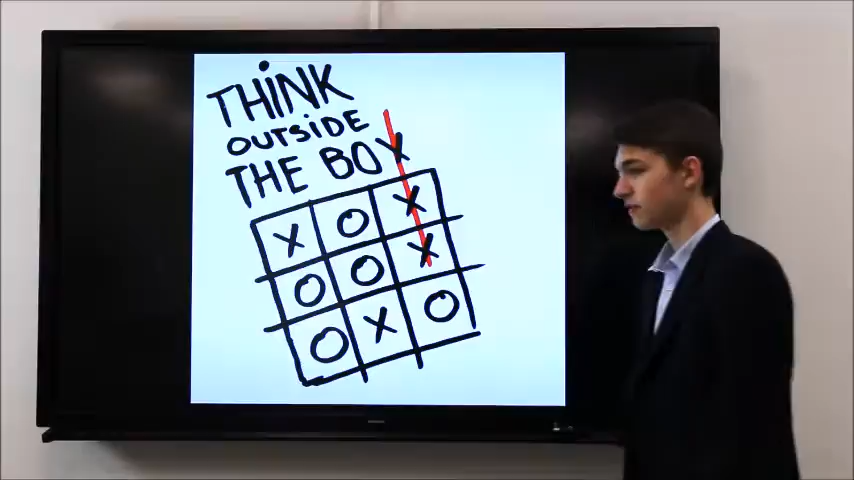 THINK
OUTSIDE
THE BOX
X O X
O O X
O X O